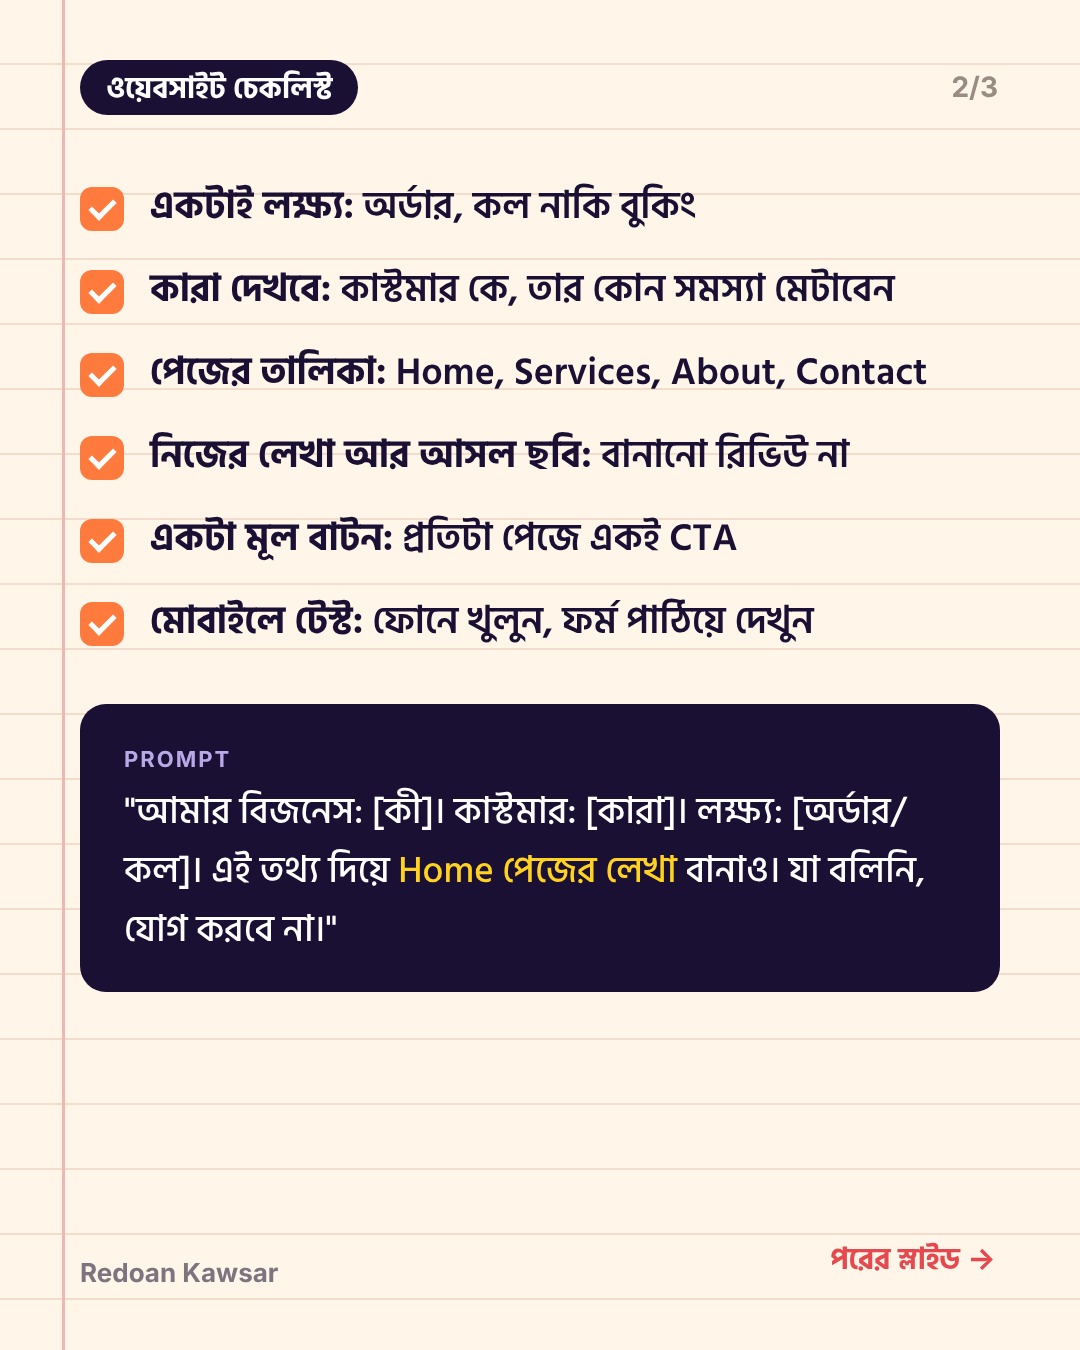 ওয়েবসাইট চেকলিস্ট
2/3
একটাই লক্ষ্য: অর্ডার, কল নাকি বুকিং
কারা দেখবে: কাস্টমার কে, তার কোন সমস্যা মেটাবেন
পেজের তালিকা: Home, Services, About, Contact
নিজের লেখা আর আসল ছবি: বানানো রিভিউ না
একটা মূল বাটন: প্রতিটা পেজে একই CTA
মোবাইলে টেস্ট: ফোনে খুলুন, ফর্ম পাঠিয়ে দেখুন
PROMPT
"আমার বিজনেস: [কী]। কাস্টমার: [কারা]। লক্ষ্য: [অর্ডার/
কল]। এই তথ্য দিয়ে Home পেজের লেখা বানাও। যা বলিনি,
যোগ করবে না।"
Redoan Kawsar
পরের স্লাইড →